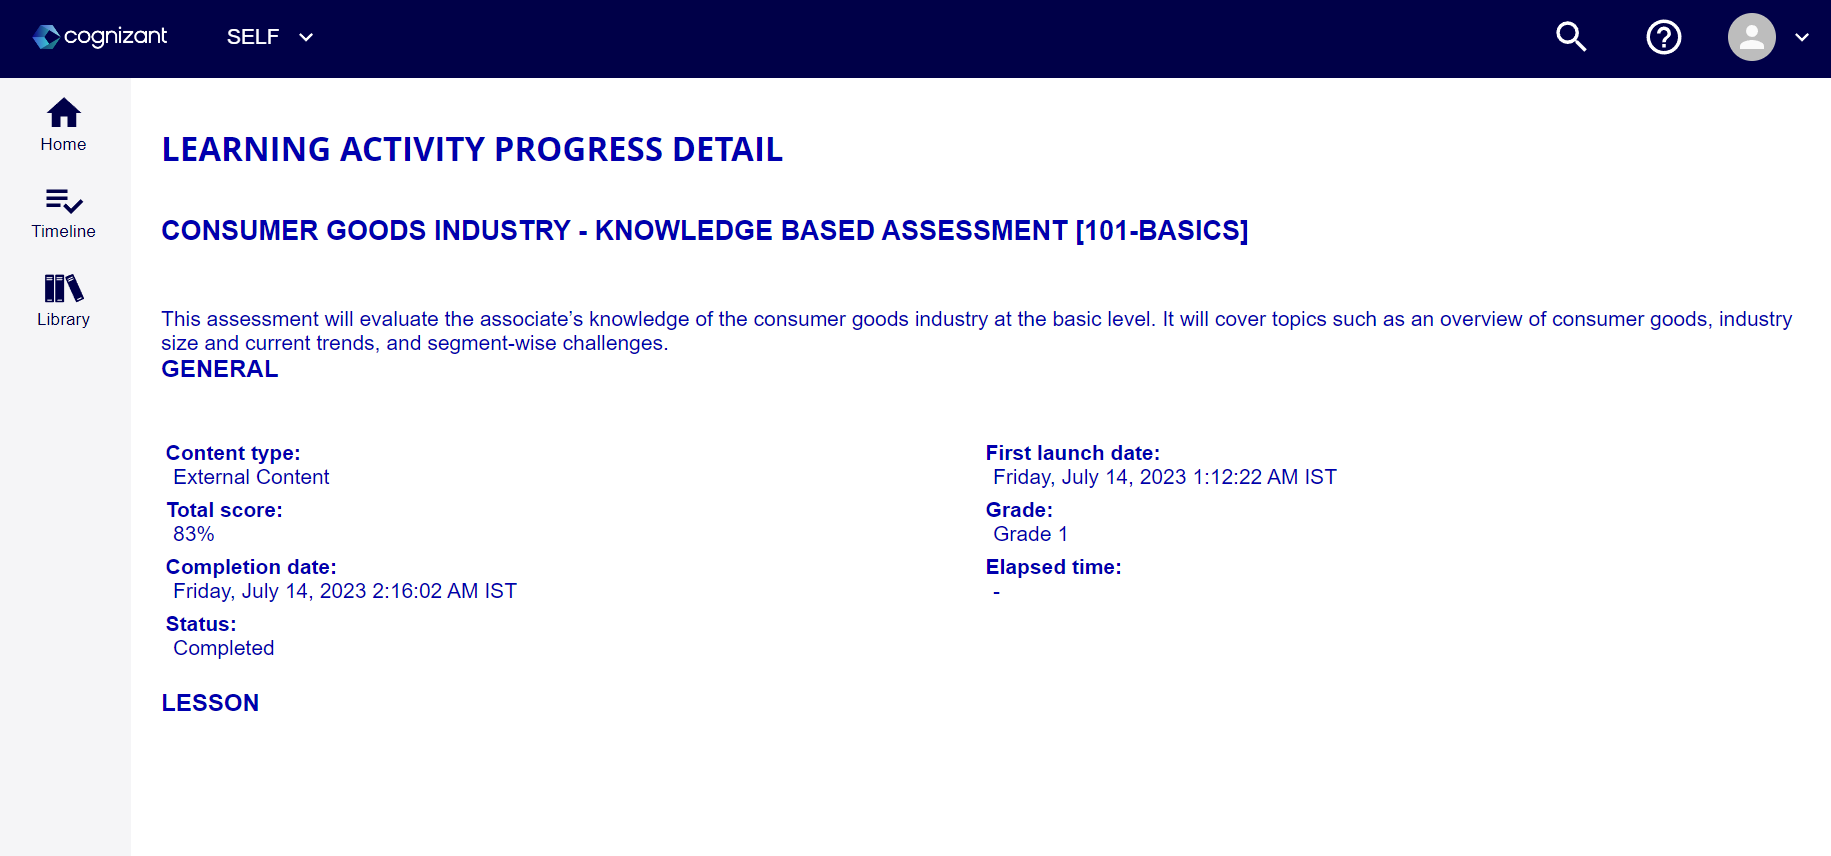 cognizant
SELF
Home
Timeline
Library
LEARNING ACTIVITY PROGRESS DETAIL
CONSUMER GOODS INDUSTRY - KNOWLEDGE BASED ASSESSMENT [101-BASICS]
This assessment will evaluate the associate’s knowledge of the consumer goods industry at the basic level. It will cover topics such as an overview of consumer goods, industry
size and current trends, and segment-wise challenges.
GENERAL
Content type:
External Content
First launch date:
Friday, July 14, 2023 1:12:22 AM IST
Total score:
83%
Grade:
Grade 1
Completion date:
Friday, July 14, 2023 2:16:02 AM IST
Elapsed time:
-
Status:
Completed
LESSON